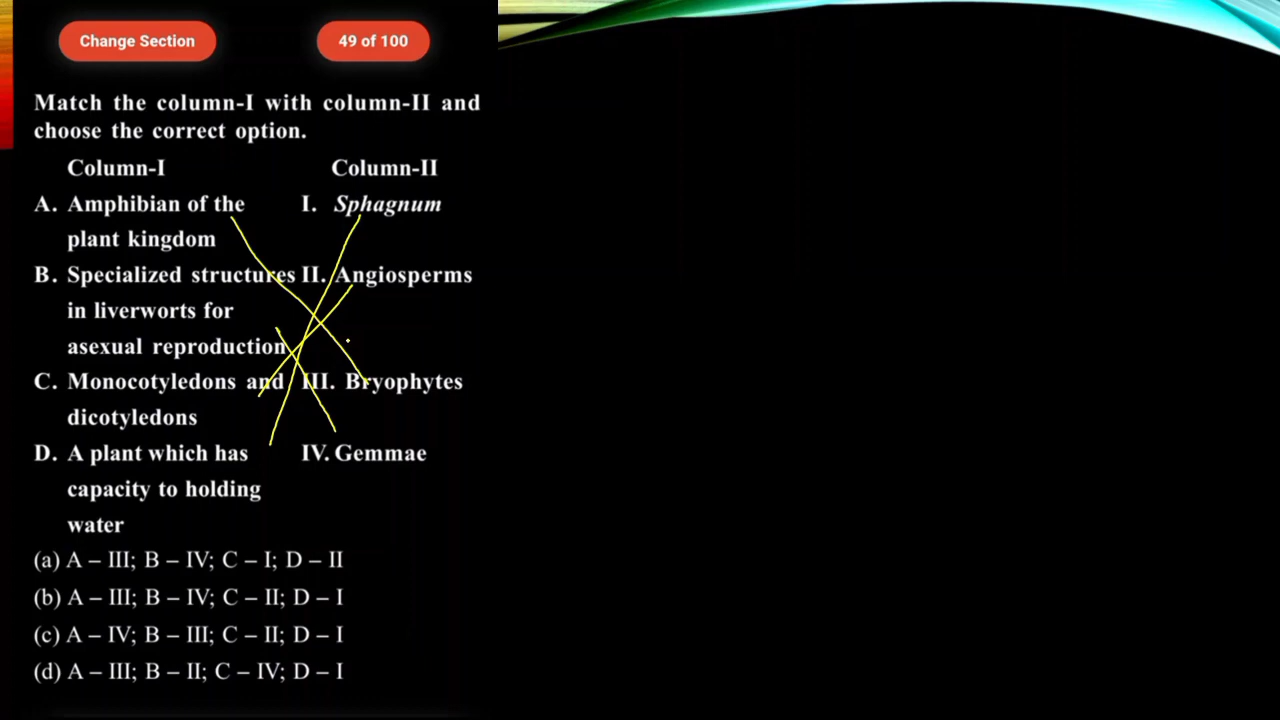 Change Section
49 of 100
Match the column-I with column-II and
choose the correct option.
Column-I Column-II
A. Amphibian of the I. Sphagnum
plant kingdom
B. Specialized structures II. Angiosperms
in liverworts for
asexual reproduction
C. Monocotyledons and III. Bryophytes
dicotyledons
D. A plant which has IV. Gemmae
capacity to holding
water
(a) A – III; B – IV; C – I; D – II
(b) A – III; B – IV; C – II; D – I
(c) A – IV; B – III; C – II; D – I
(d) A – III; B – II; C – IV; D – I